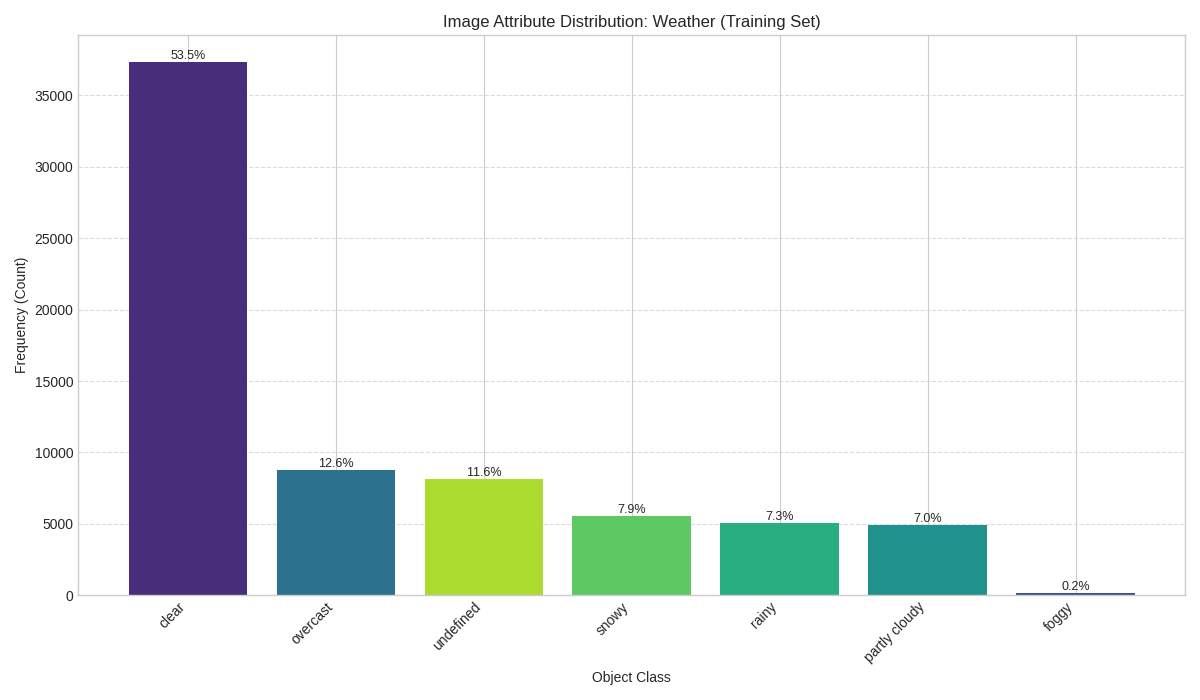 Image Attribute Distribution: Weather (Training Set)
53.5%
35000
30000
25000
20000
15000
10000
5000
0
Frequency (Count)
12.6%
11.6%
7.9%
7.3%
7.0%
0.2%
clear
overcast
undefined
snowy
rainy
partly cloudy
foggy
Object Class